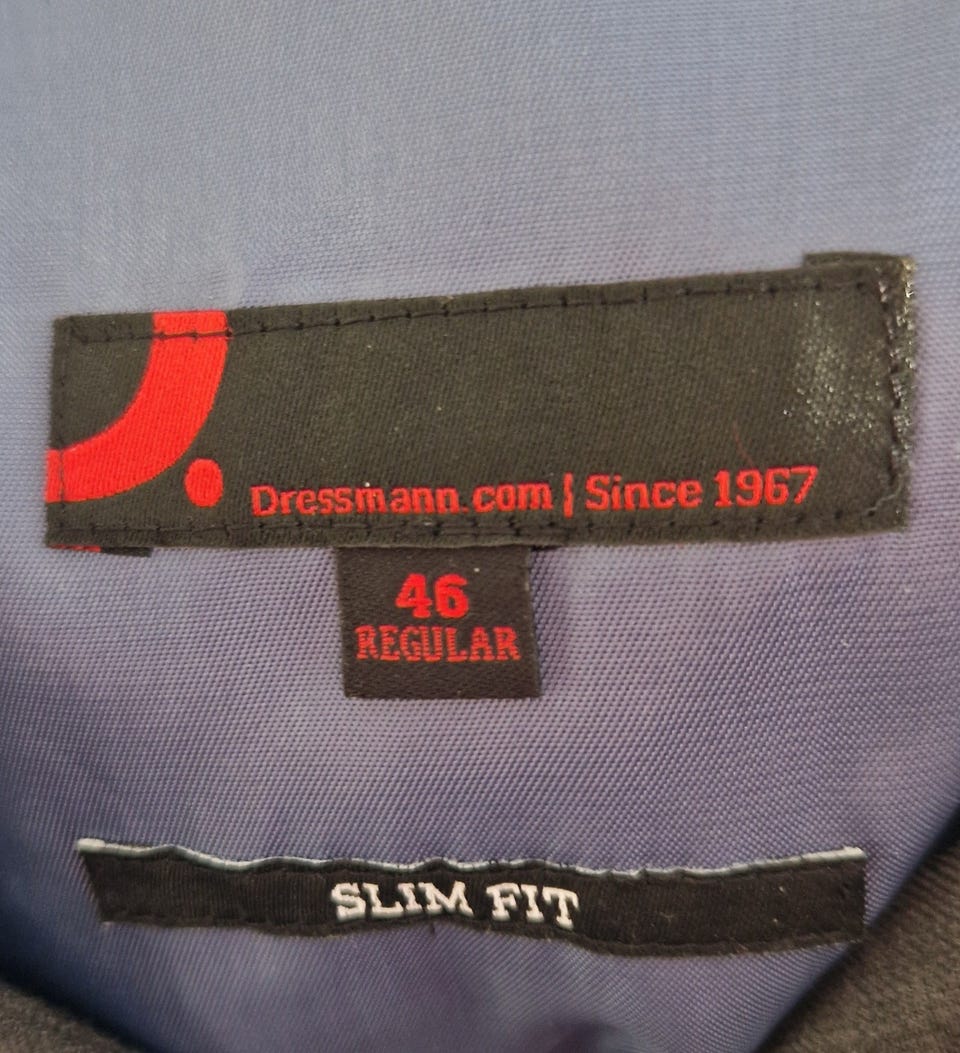 Dressmann.com | Since 1967
46
REGULAR
SLIM FIT